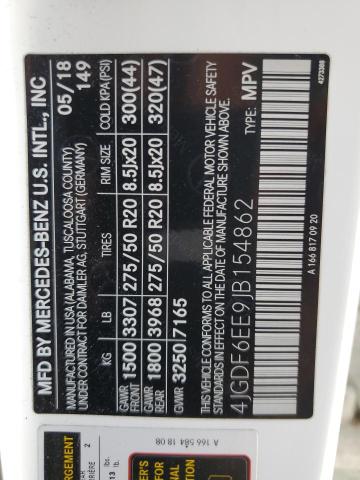 MFD BY MERCEDES-BENZ U.S. INTL., INC
MANUFACTURED IN USA (ALABAMA, TUSCALOOSA COUNTY)
UNDER CONTRACT FOR DAIMLER AG, STUTTGART (GERMANY)
05/18
149
KG LB TIRES RIM SIZE COLD KPA(PSI)
GAWR FRONT 1500 3307 275/50 R20 8.5Jx20 300(44)
GAWR REAR 1800 3968 275/50 R20 8.5Jx20 320(47)
GVWR 3250 7165
THIS VEHICLE CONFORMS TO ALL APPLICABLE FEDERAL MOTOR VEHICLE SAFETY
STANDARDS IN EFFECT ON THE DATE OF MANUFACTURE SHOWN ABOVE.
4JGDF6EE9JB154862
TYPE: MPV
A 166 817 09 20
4273369
A 166 584 18 08
2